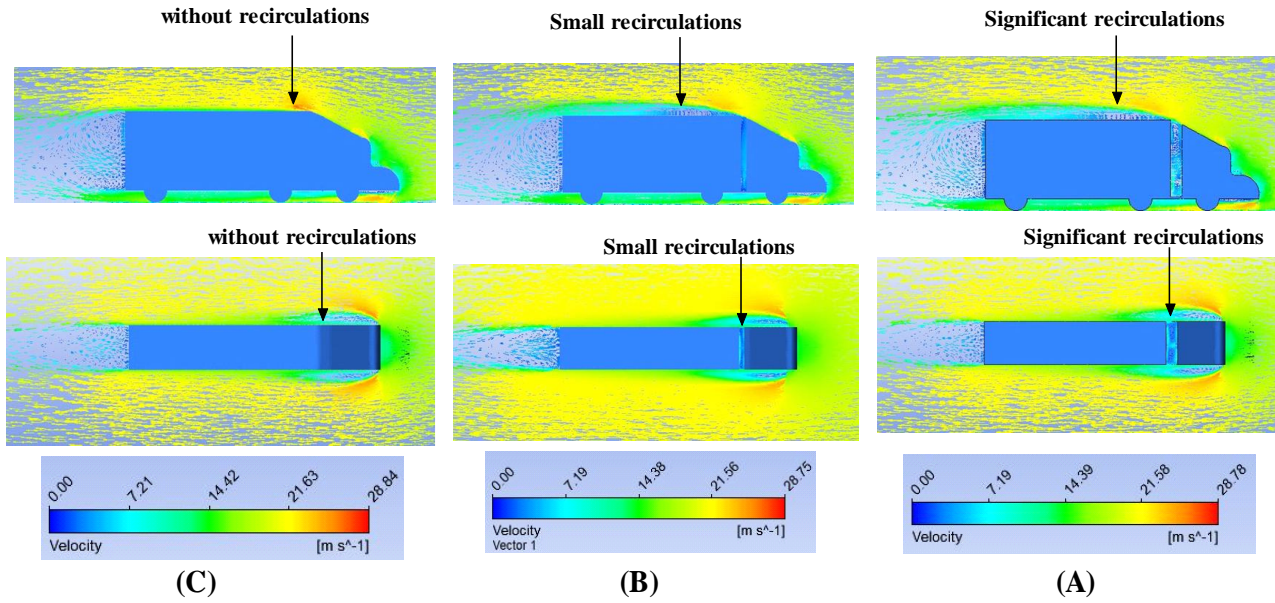 without recirculations
Small recirculations
Significant recirculations
without recirculations
Small recirculations
Significant recirculations
0.00 7.21 14.42 21.63 28.84
Velocity [m s^-1]
0.00 7.19 14.38 21.56 28.75
Velocity [m s^-1]
Vector 1
0.00 7.19 14.39 21.58 28.78
Velocity [m s^-1]
(C) (B) (A)